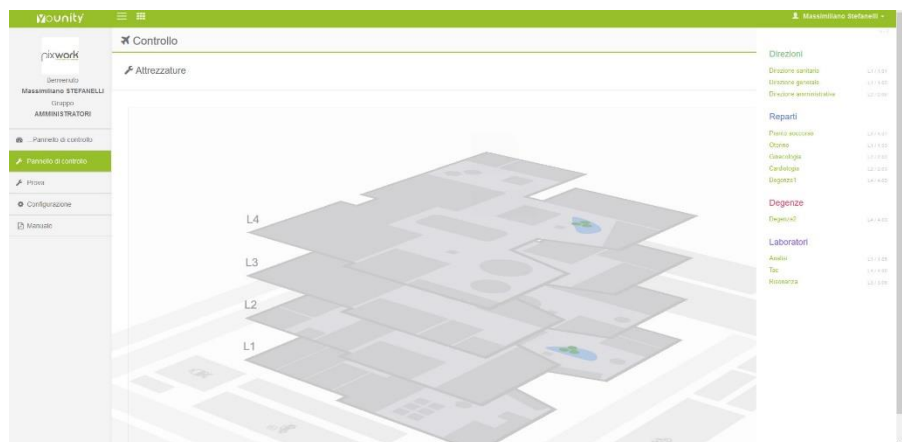 Younity
Massimiliano Stefanelli
pixwork
Benvenuto
Massimiliano STEFANELLI
Gruppo
AMMINISTRATORI
...Pannello di controllo
Pannello di controllo
Prova
Configurazione
Manuale
Controllo
Attrezzature
L4
L3
L2
L1
Direzioni
Direzione sanitaria
Direzione generale
Direzione amministrativa
Reparti
Pronto soccorso
Otorino
Ginecologia
Cardiologia
Degenza1
Degenze
Degenza2
Laboratori
Analisi
Tac
Risonanza